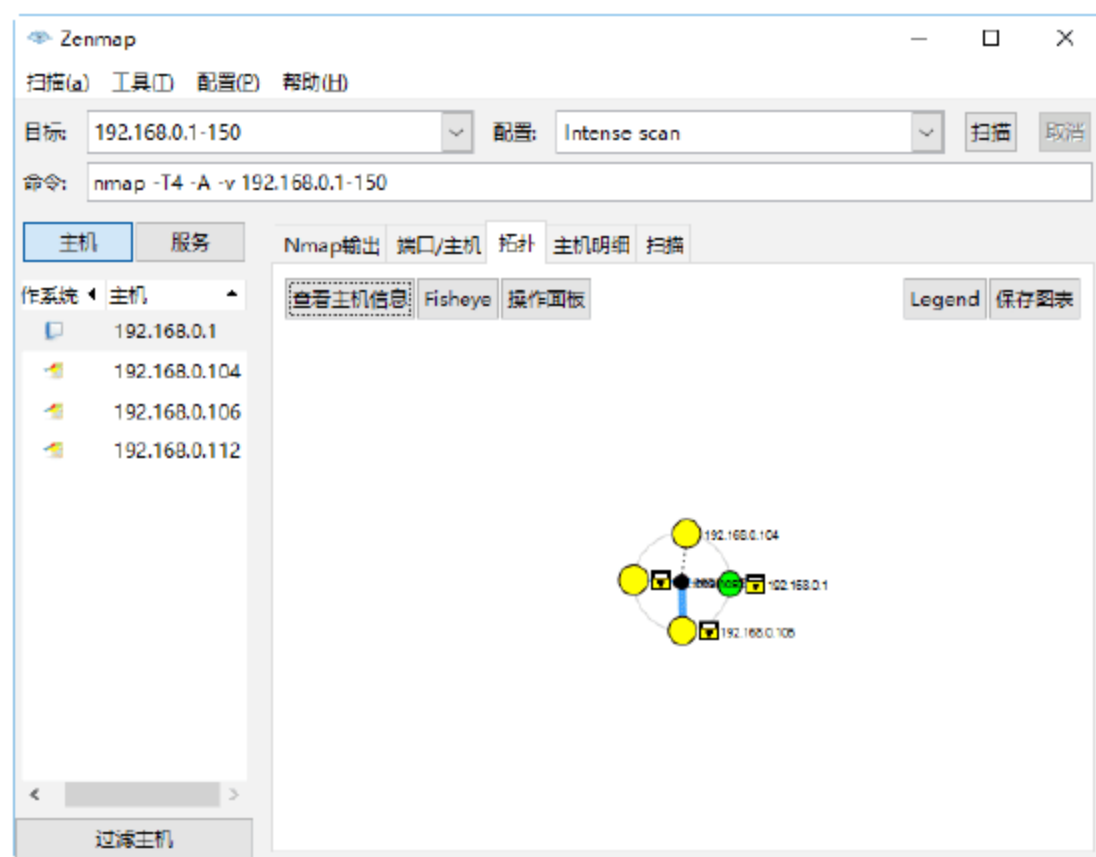 Zenmap
扫描(a) 工具(T) 配置(P) 帮助(H)
目标: 192.168.0.1-150 配置: Intense scan 扫描 取消
命令: nmap -T4 -A -v 192.168.0.1-150
主机 服务 Nmap输出 端口/主机 拓扑 主机明细 扫描
作系统 主机 查看主机信息 Fisheye 操作面板 Legend 保存图表
192.168.0.1
192.168.0.104
192.168.0.106
192.168.0.112
192.168.0.104
192.168.0.1
192.168.0.106
过滤主机